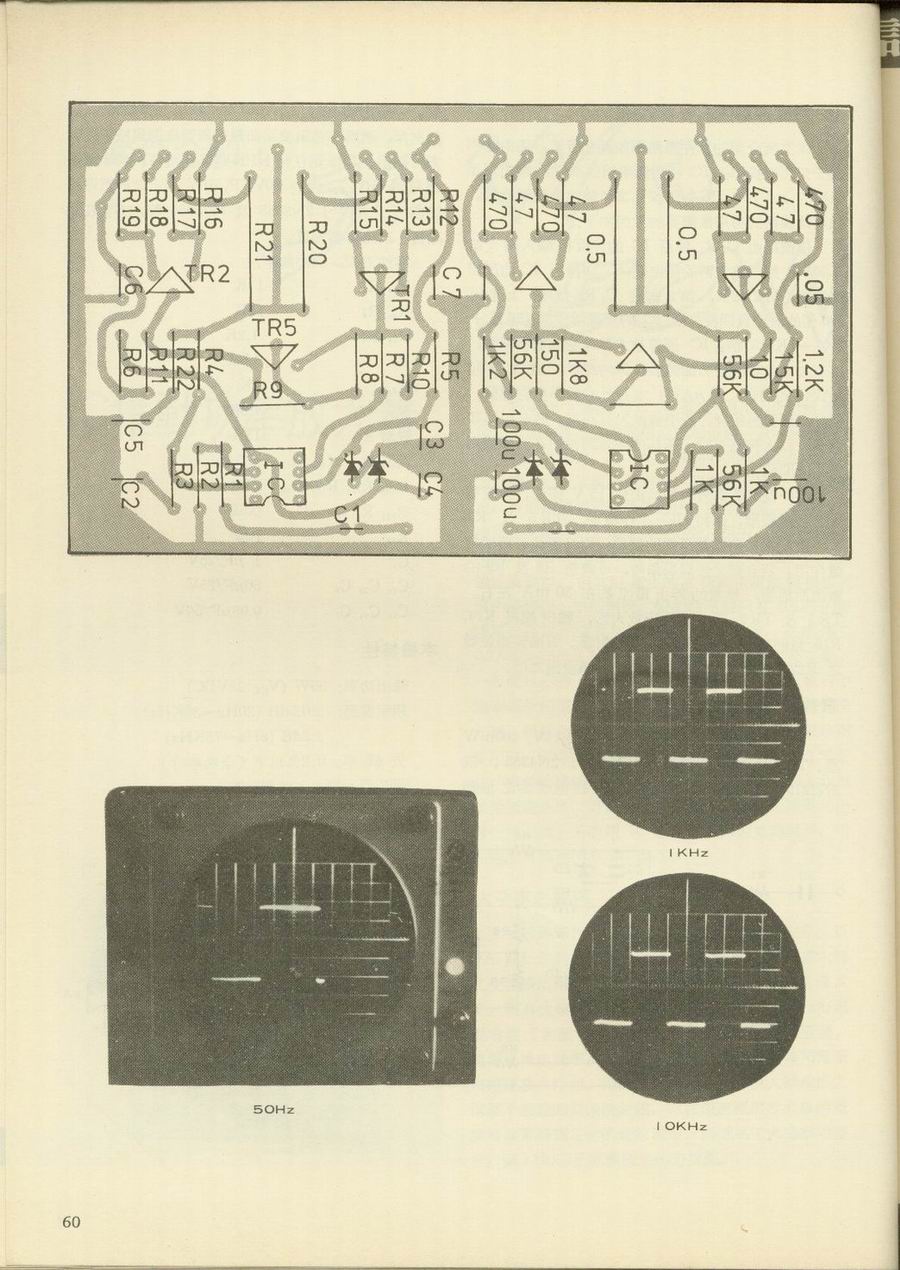 R19 R18 R17 R16 R21 R20 R15 R14 R13 R12 470 47 470 47 0.5 0.5 47 470 47 470
C6 TR2 TR1 C7 .05
TR5
R6 R11 R22 R4 R9 R8 R7 R10 R5 1K2 56K 150 1K8 56K 10 15K 1,2K
C5 C3 100u
C2 R3 R2 R1 IC C4 100u IC 1K 56K 1K 100u
C1
1KHz
50Hz
10KHz
60